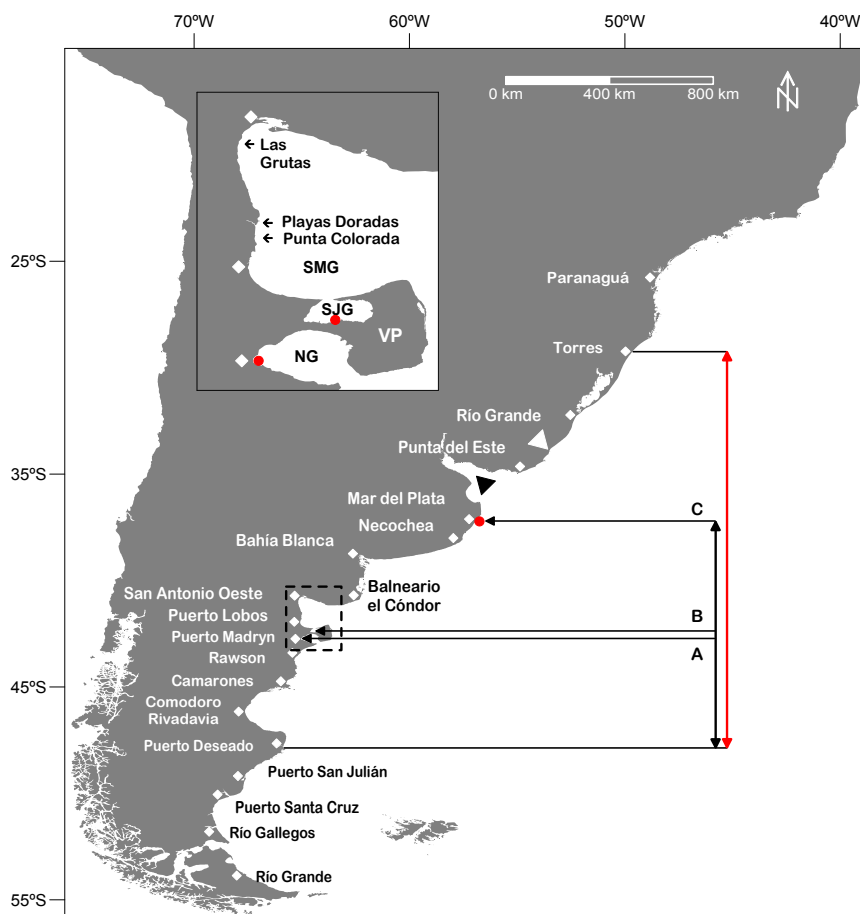 70ºW 60ºW 50ºW 40ºW
0 km 400 km 800 km
N
Las
Grutas
Playas Doradas
Punta Colorada
SMG
SJG
VP
NG
25ºS
Paranaguá
Torres
Río Grande
Punta del Este
35ºS
Mar del Plata
C
Necochea
Bahía Blanca
San Antonio Oeste
Balneario
el Cóndor
Puerto Lobos
B
Puerto Madryn
A
Rawson
Camarones
45ºS
Comodoro
Rivadavia
Puerto Deseado
Puerto San Julián
Puerto Santa Cruz
Río Gallegos
Río Grande
55ºS